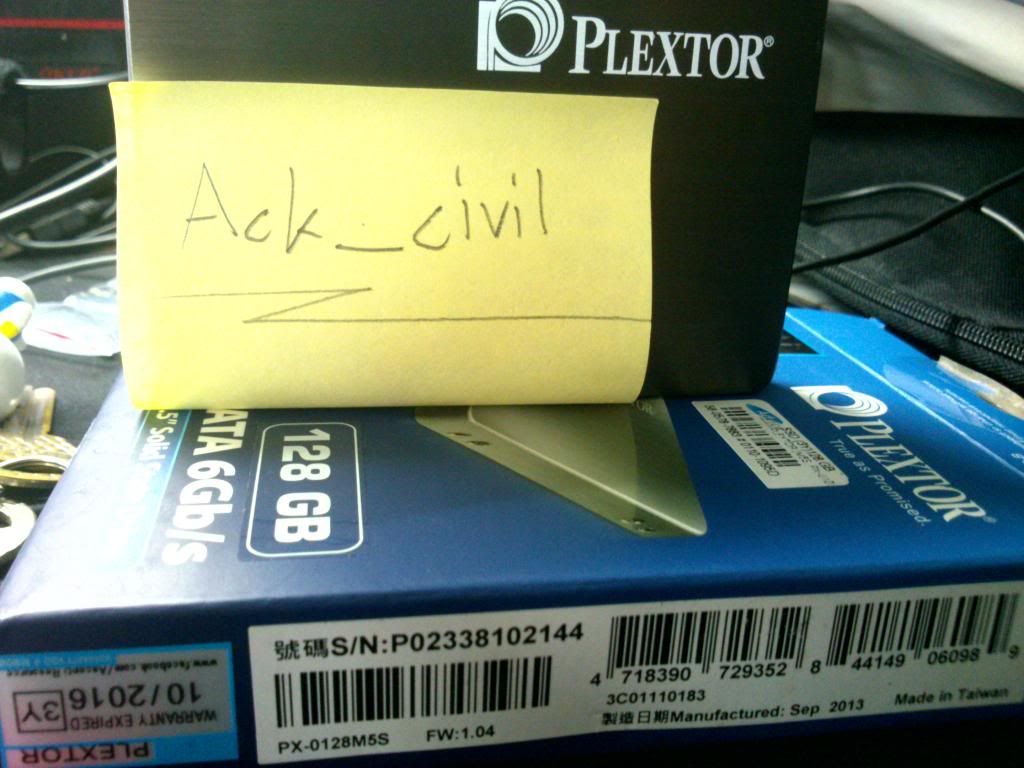 PLEXTOR®
Ack_civil
128 GB
ATA 6Gb/s
.5" Solid
PLEXTOR®
True as Promised.
號碼S/N:P02338102144
PX-0128M5S FW:1.04
4 718390 729352
8 44149 06098 9
3C01110183
製造日期Manufactured: Sep 2013
Made in Taiwan
PLEXTOR
WARRANTY EXPIRED
3Y 10/2016